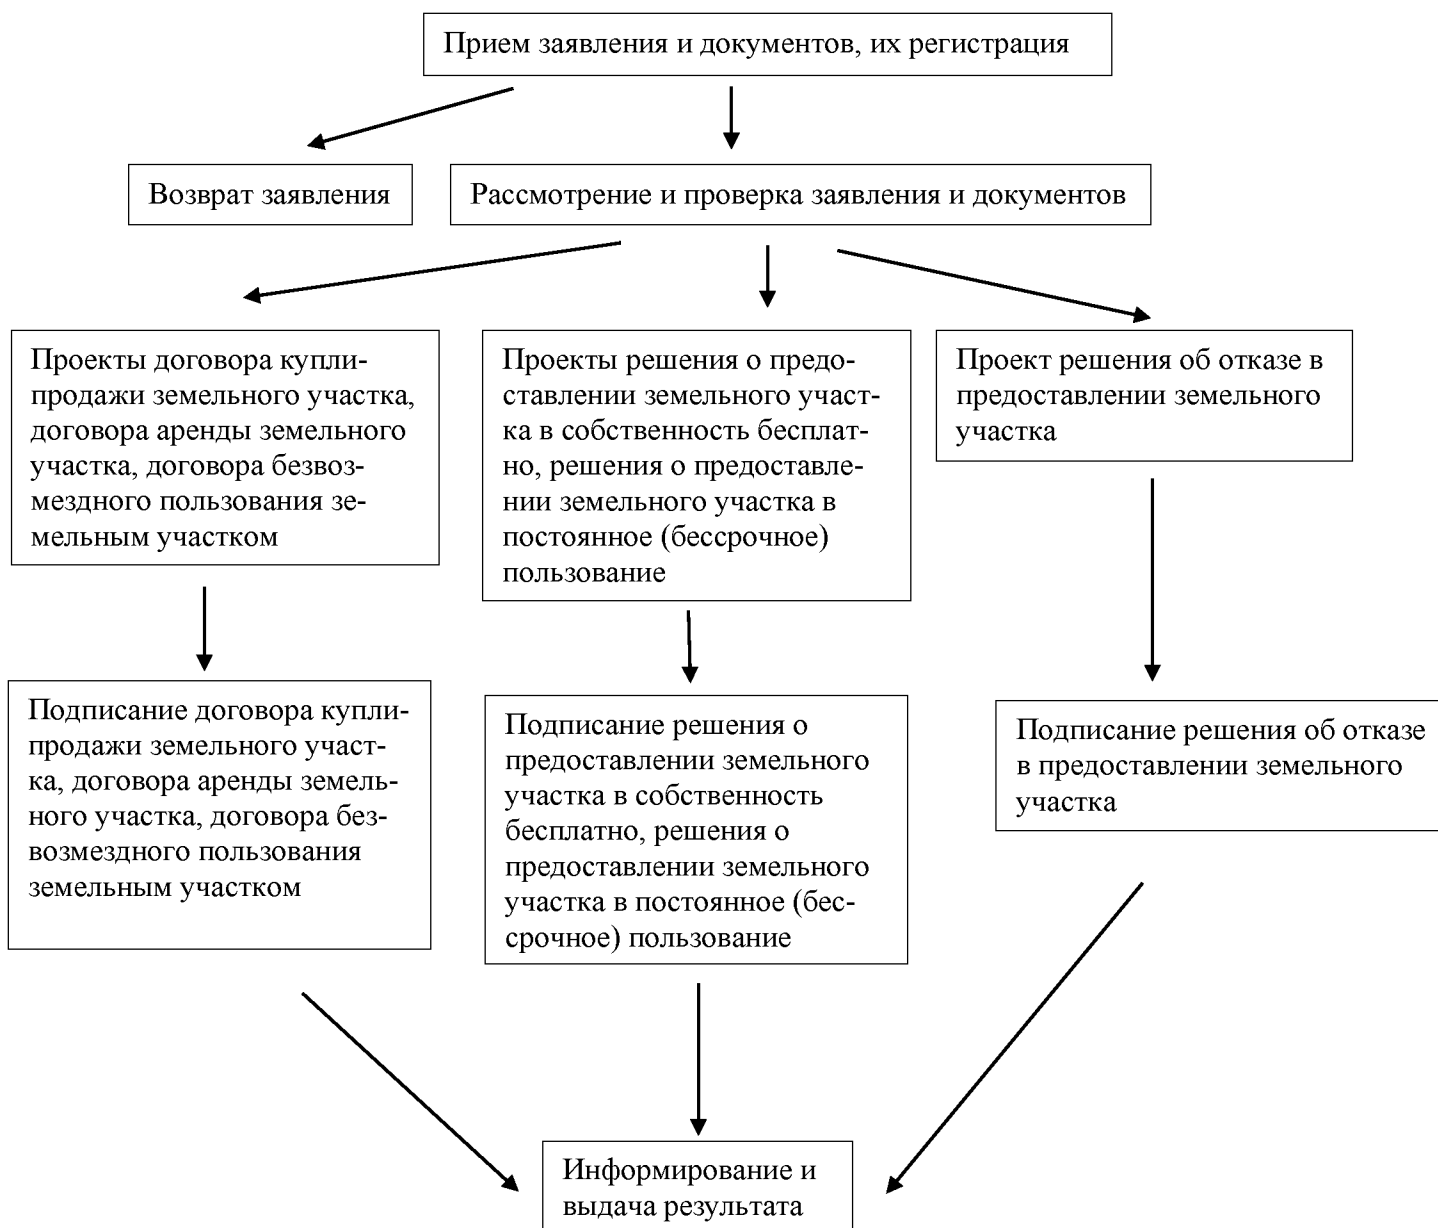 Прием заявления и документов, их регистрация
Возврат заявления
Рассмотрение и проверка заявления и документов
Проекты договора купли-
продажи земельного участка,
договора аренды земельного
участка, договора безвоз-
мездного пользования зе-
мельным участком
Проекты решения о предо-
ставлении земельного участ-
ка в собственность бесплат-
но, решения о предоставле-
нии земельного участка в
постоянное (бессрочное)
пользование
Проект решения об отказе в
предоставлении земельного
участка
Подписание договора купли-
продажи земельного участ-
ка, договора аренды земель-
ного участка, договора без-
возмездного пользования
земельным участком
Подписание решения о
предоставлении земельного
участка в собственность
бесплатно, решения о
предоставлении земельного
участка в постоянное (бес-
срочное) пользование
Подписание решения об отказе
в предоставлении земельного
участка
Информирование и
выдача результата